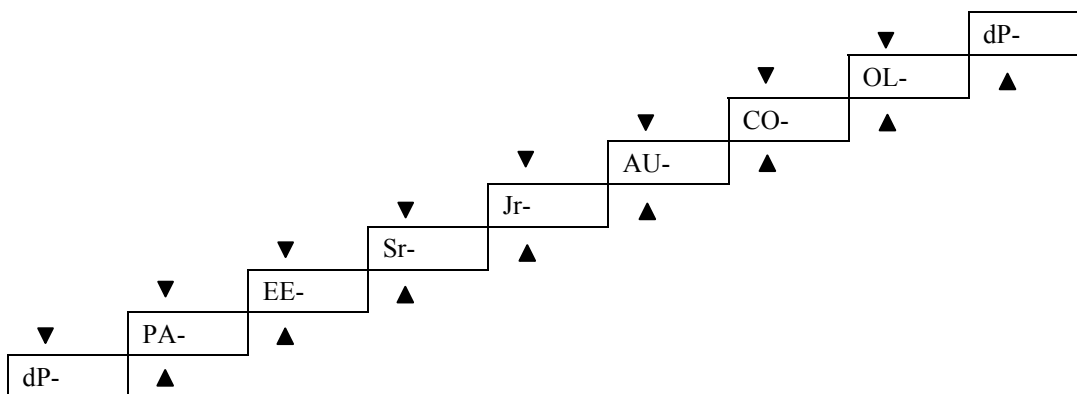 dP-
OL-
CO-
AU-
Jr-
Sr-
EE-
PA-
dP-